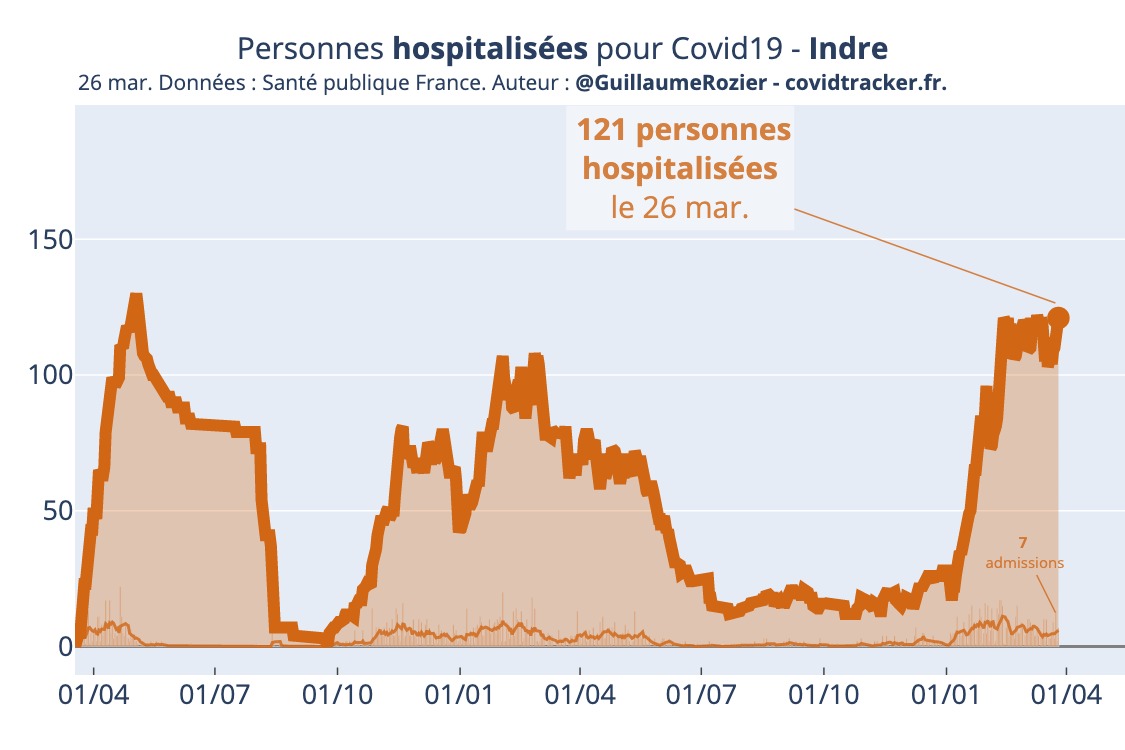 Personnes hospitalisées pour Covid19 - Indre
26 mar. Données : Santé publique France. Auteur : @GuillaumeRozier - covidtracker.fr.
121 personnes
hospitalisées
le 26 mar.
150
100
50
7
admissions
0
01/04 01/07 01/10 01/01 01/04 01/07 01/10 01/01 01/04